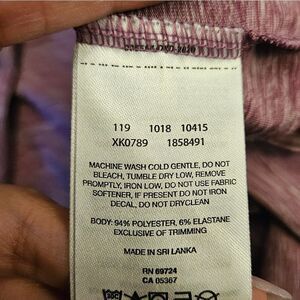 119 1018 10415
XK0789 1858491
MACHINE WASH COLD GENTLE, DO NOT
BLEACH, TUMBLE DRY LOW, REMOVE
PROMPTLY, IRON LOW, DO NOT USE FABRIC
SOFTENER, IF PRESENT DO NOT IRON
DECAL, DO NOT DRYCLEAN
BODY: 94% POLYESTER, 6% ELASTANE
EXCLUSIVE OF TRIMMING
MADE IN SRI LANKA
RN 69724
CA 05367